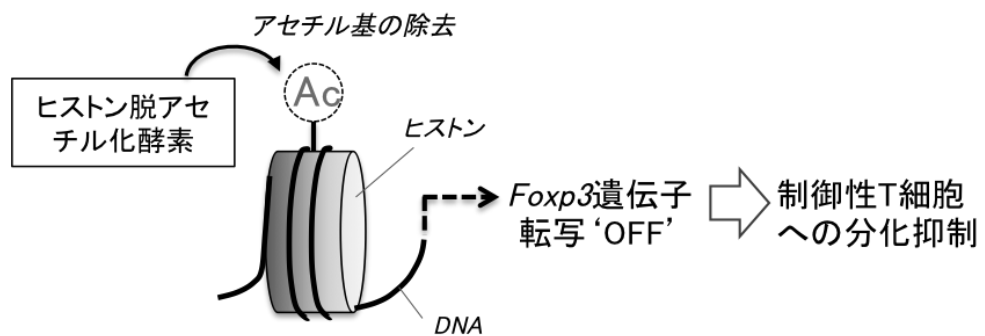 アセチル基の除去
Ac
ヒストン脱アセ
チル化酵素
ヒストン
Foxp3遺伝子
転写‘OFF’
制御性T細胞
への分化抑制
DNA